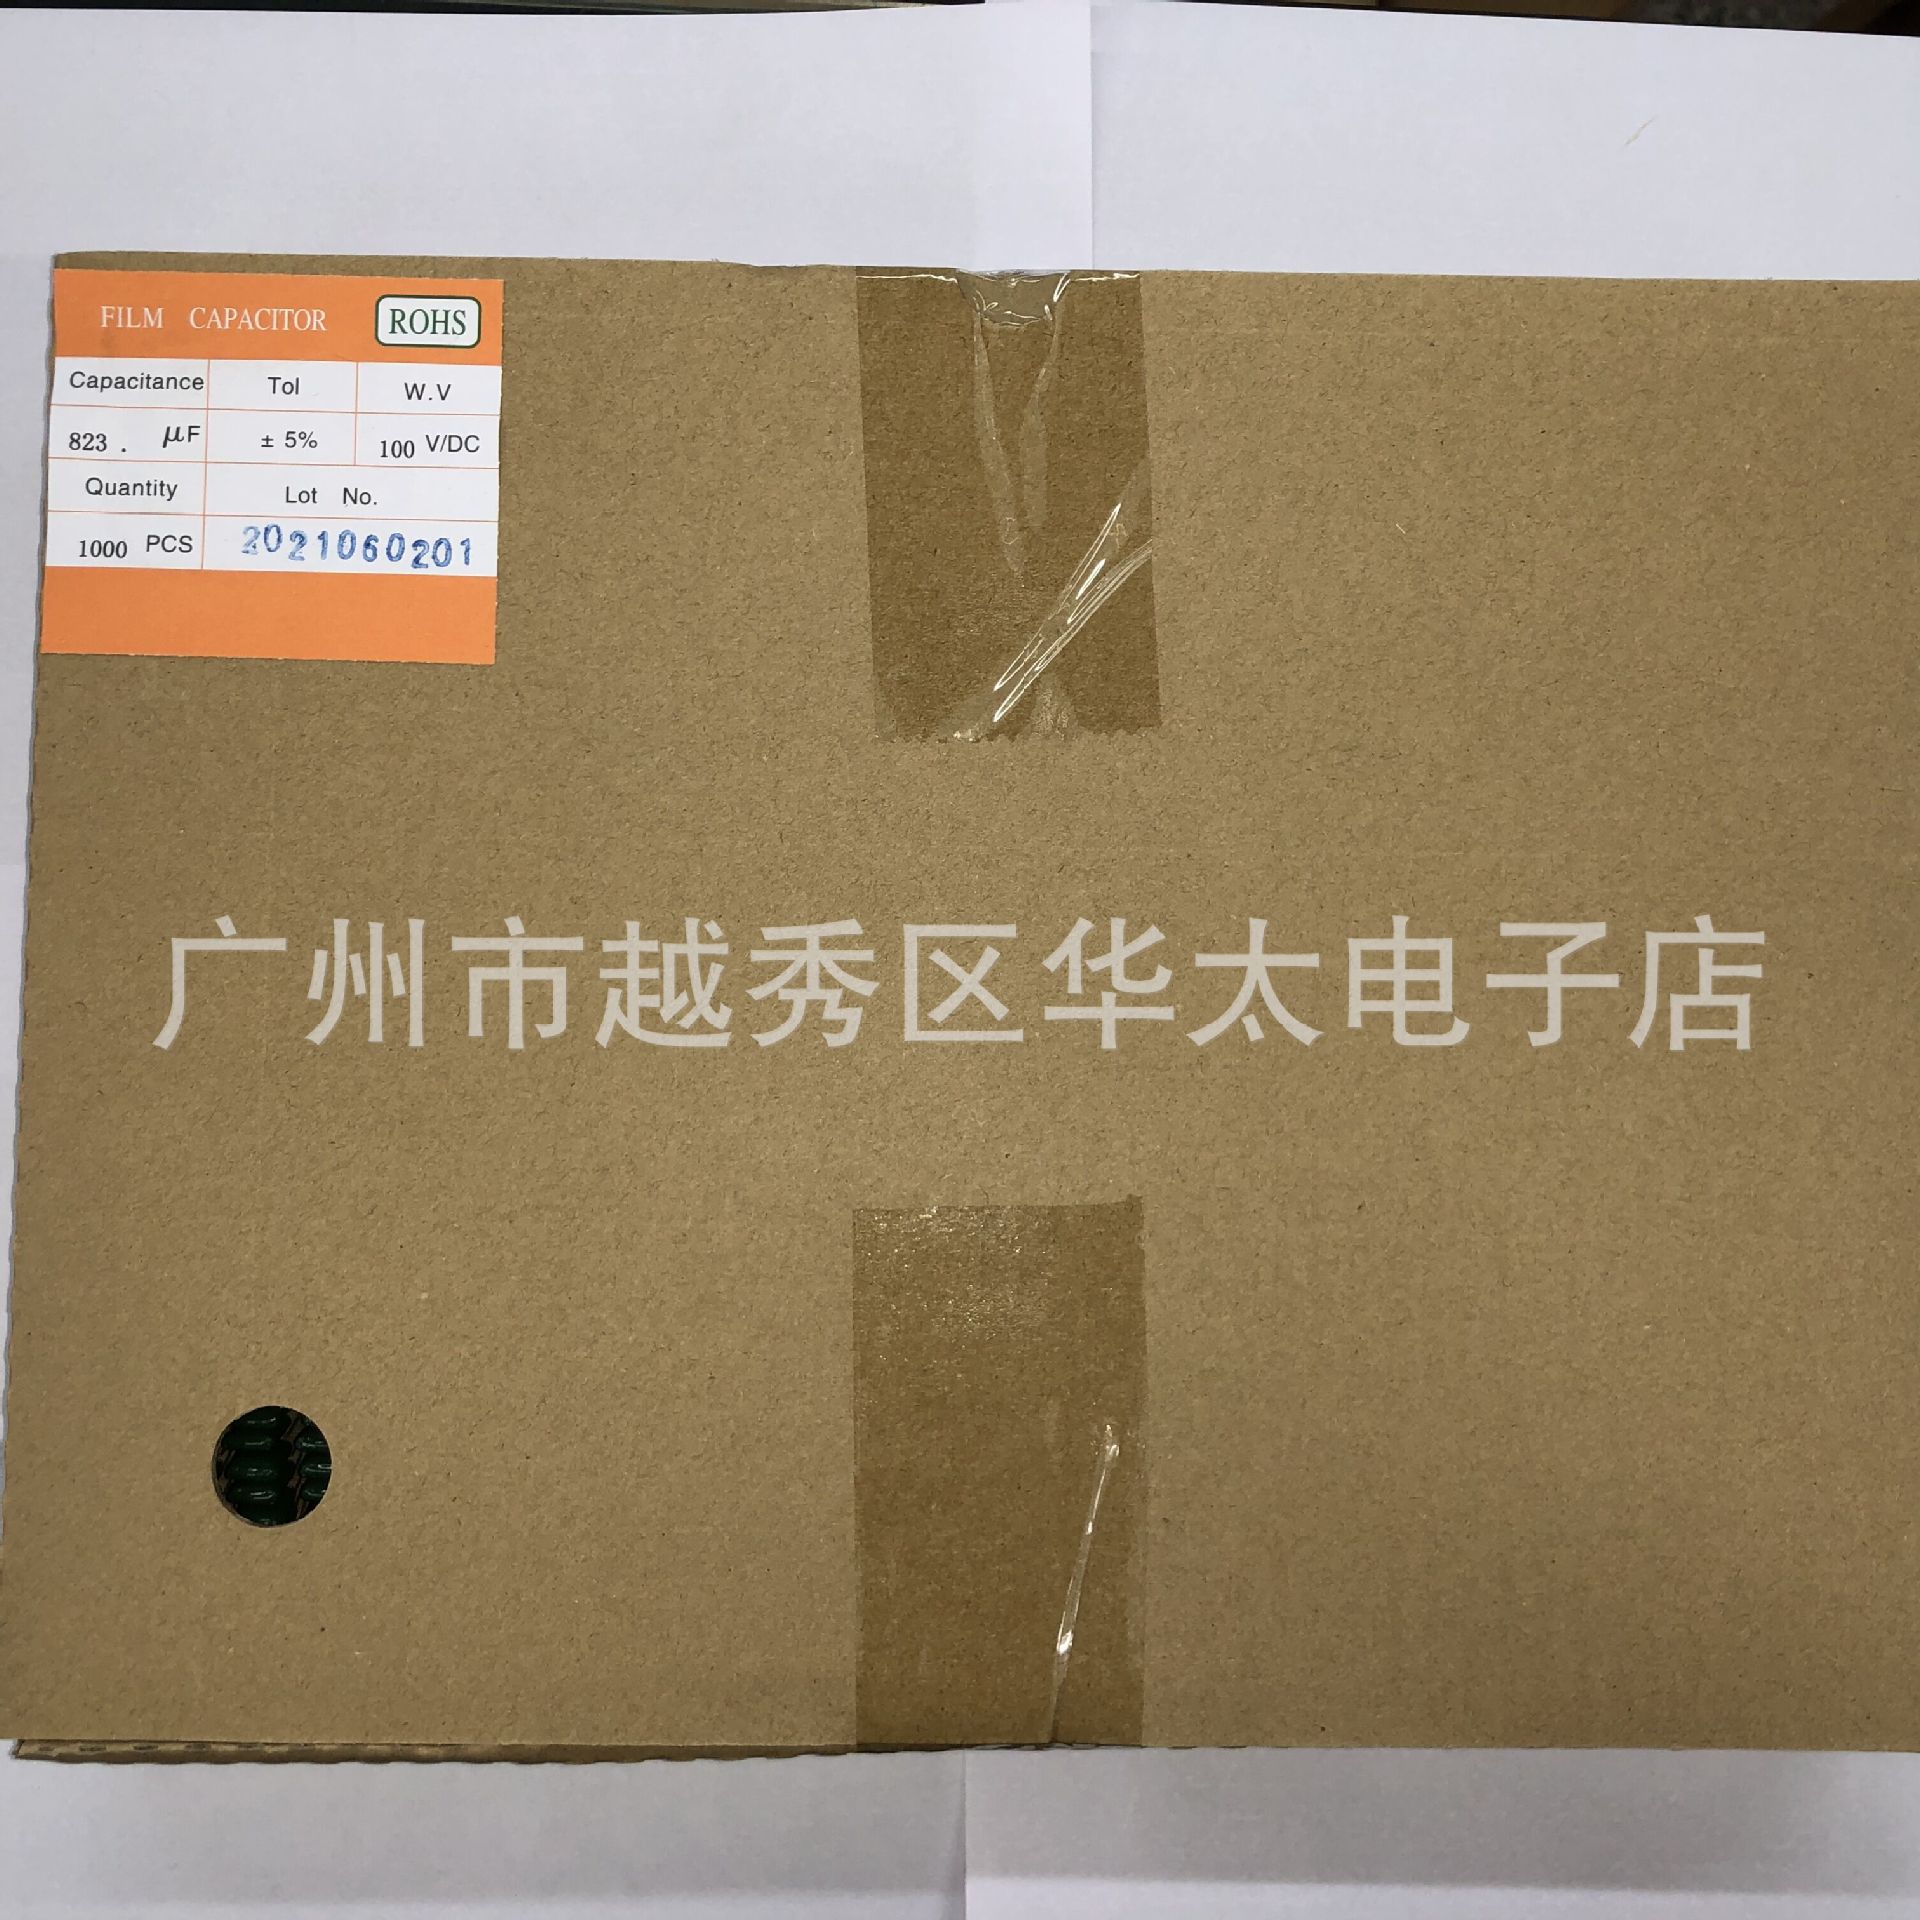 FILM CAPACITOR ROHS
Capacitance Tol W.V
823 . μF ± 5% 100 V/DC
Quantity Lot No.
1000 PCS 2021060201
广州市越秀区华太电子店